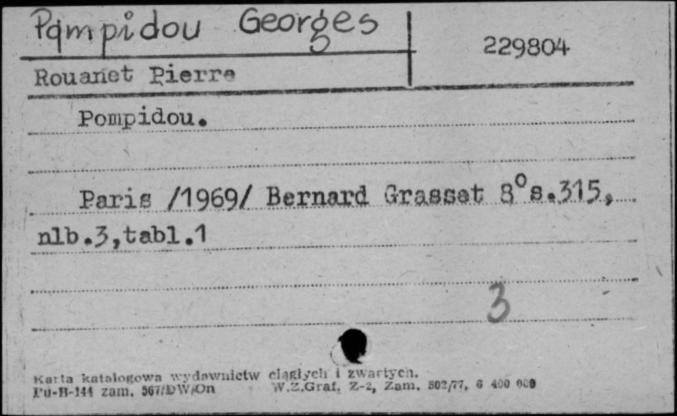 Pompidou Georges
229804
Rouanet Pierre
Pompidou.
Paris /1969/ Bernard Grasset 8°s.315,
nlb.3,tabl.1
3
Karta katalogowa wydawnictw ciągłych i zwartych.
Pu-H-144 zam. 567/DW/On W.Z.Graf. Z-2, Zam. 802/77, 6 400 000